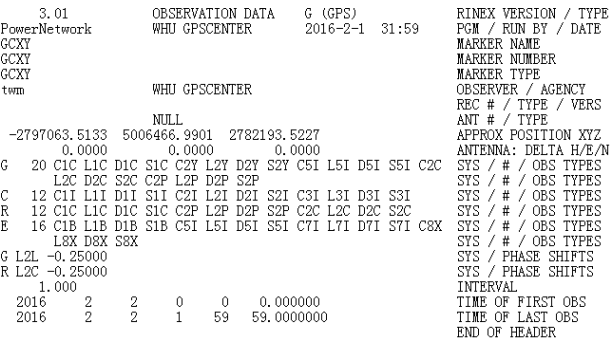 3.01 OBSERVATION DATA G (GPS) RINEX VERSION / TYPE
PowerNetwork WHU GPSCENTER 2016-2-1 31:59 PGM / RUN BY / DATE
GCXY MARKER NAME
GCXY MARKER NUMBER
GCXY MARKER TYPE
twm WHU GPSCENTER OBSERVER / AGENCY
REC # / TYPE / VERS
NULL ANT # / TYPE
-2797063.5133 5006466.9901 2782193.5227 APPROX POSITION XYZ
0.0000 0.0000 0.0000 ANTENNA: DELTA H/E/N
G 20 C1C L1C D1C S1C C2Y L2Y D2Y S2Y C5I L5I D5I S5I C2C SYS / # / OBS TYPES
L2C D2C S2C C2P L2P D2P S2P SYS / # / OBS TYPES
C 12 C1I L1I D1I S1I C2I L2I D2I S2I C3I L3I D3I S3I SYS / # / OBS TYPES
R 12 C1C L1C D1C S1C C2P L2P D2P S2P C2C L2C D2C S2C SYS / # / OBS TYPES
E 16 C1B L1B D1B S1B C5I L5I D5I S5I C7I L7I D7I S7I C8X SYS / # / OBS TYPES
L8X D8X S8X SYS / # / OBS TYPES
G L2L -0.25000 SYS / PHASE SHIFTS
R L2C -0.25000 SYS / PHASE SHIFTS
1.000 INTERVAL
2016 2 2 0 0 0.000000 TIME OF FIRST OBS
2016 2 2 1 59 59.0000000 TIME OF LAST OBS
END OF HEADER